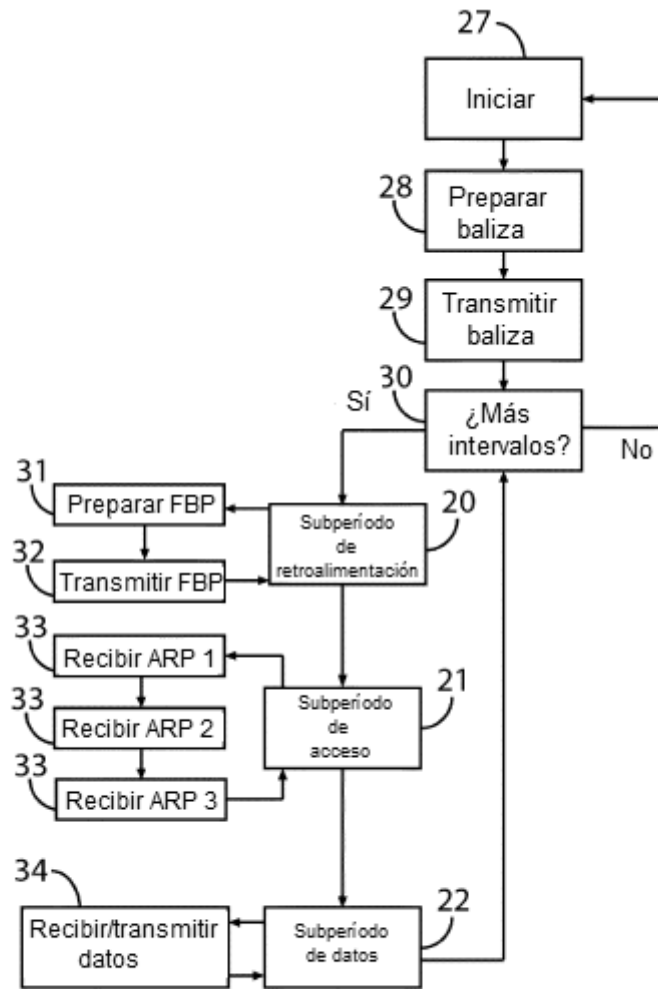 27
Iniciar
28
Preparar
baliza
29
Transmitir
baliza
30
Sí
¿Más
intervalos?
No
31
Preparar FBP
20
Subperíodo
de
retroalimentación
32
Transmitir FBP
33
Recibir ARP 1
21
Subperíodo
de
acceso
33
Recibir ARP 2
33
Recibir ARP 3
34
Recibir/transmitir
datos
22
Subperíodo
de datos